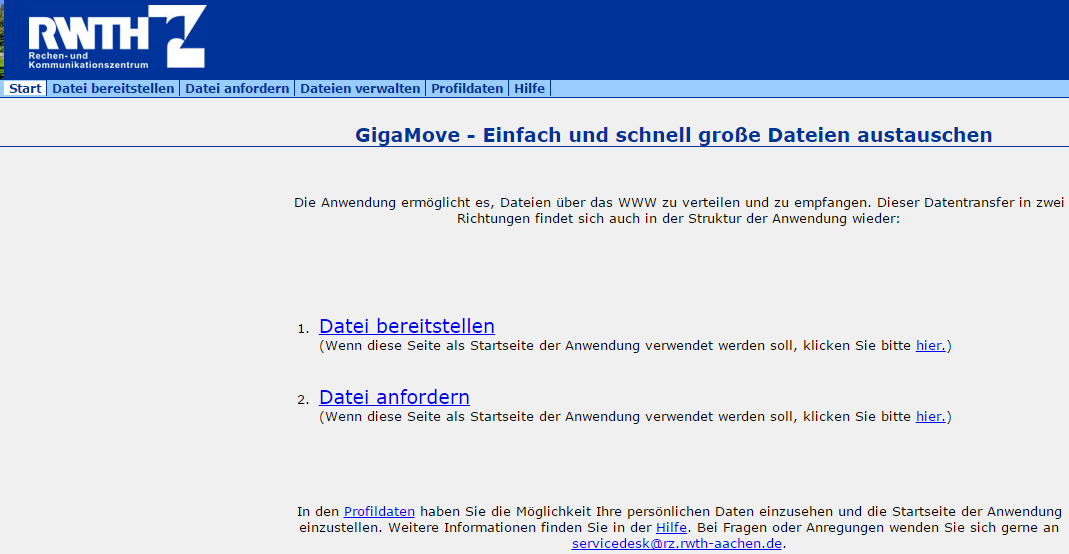 RWTH
Rechen- und
Kommunikationszentrum
Start Datei bereitstellen Datei anfordern Dateien verwalten Profildaten Hilfe
GigaMove - Einfach und schnell große Dateien austauschen
Die Anwendung ermöglicht es, Dateien über das WWW zu verteilen und zu empfangen. Dieser Datentransfer in zwei
Richtungen findet sich auch in der Struktur der Anwendung wieder:
1. Datei bereitstellen
(Wenn diese Seite als Startseite der Anwendung verwendet werden soll, klicken Sie bitte hier.)
2. Datei anfordern
(Wenn diese Seite als Startseite der Anwendung verwendet werden soll, klicken Sie bitte hier.)
In den Profildaten haben Sie die Möglichkeit Ihre persönlichen Daten einzusehen und die Startseite der Anwendung
einzustellen. Weitere Informationen finden Sie in der Hilfe. Bei Fragen oder Anregungen wenden Sie sich gerne an
servicedesk@rz.rwth-aachen.de.